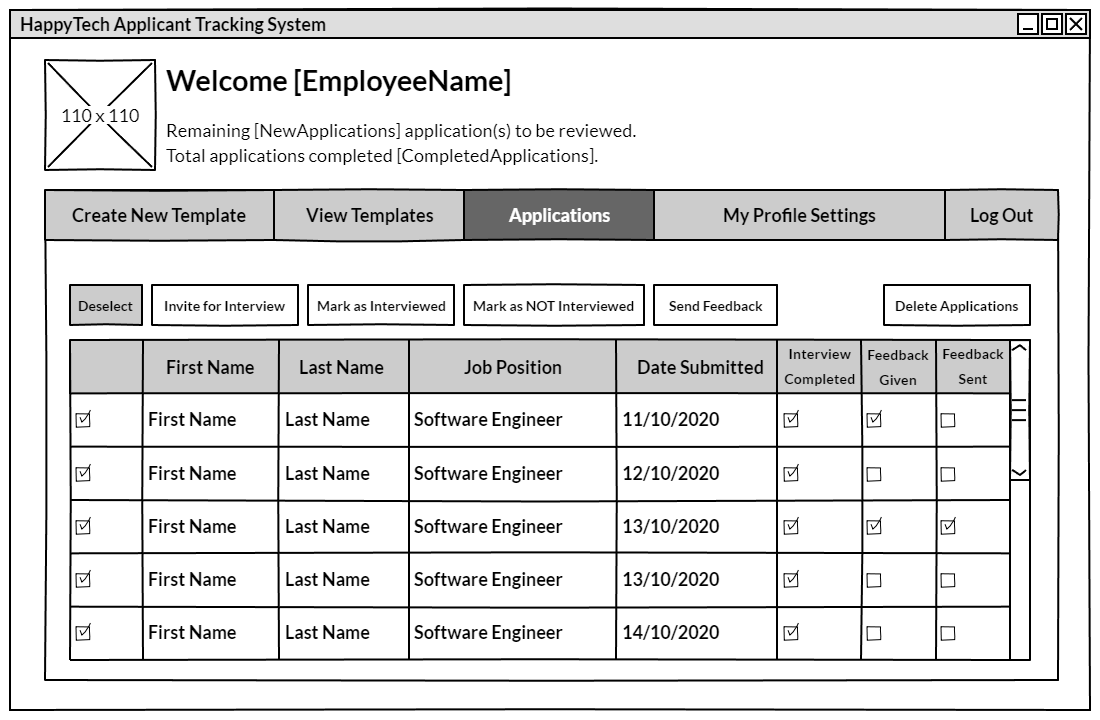 HappyTech Applicant Tracking System
110 x 110
Welcome [EmployeeName]
Remaining [NewApplications] application(s) to be reviewed.
Total applications completed [CompletedApplications].
Create New Template View Templates Applications My Profile Settings Log Out
Deselect Invite for Interview Mark as Interviewed Mark as NOT Interviewed Send Feedback Delete Applications
First Name Last Name Job Position Date Submitted Interview Completed Feedback Given Feedback Sent
First Name Last Name Software Engineer 11/10/2020
First Name Last Name Software Engineer 12/10/2020
First Name Last Name Software Engineer 13/10/2020
First Name Last Name Software Engineer 13/10/2020
First Name Last Name Software Engineer 14/10/2020